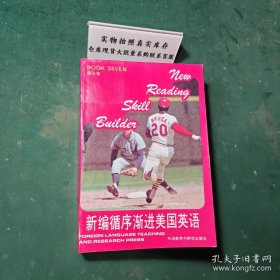 实物拍照真实库存
仓库现货大批量采购联系客服
BOOK SEVEN
第七册
New
Reading
Skill
Builder
BROCK
20
新编循序渐进美国英语
FOREIGN LANGUAGE TEACHING
AND RESEARCH PRESS
外语教学与研究出版社
孔夫子旧书网